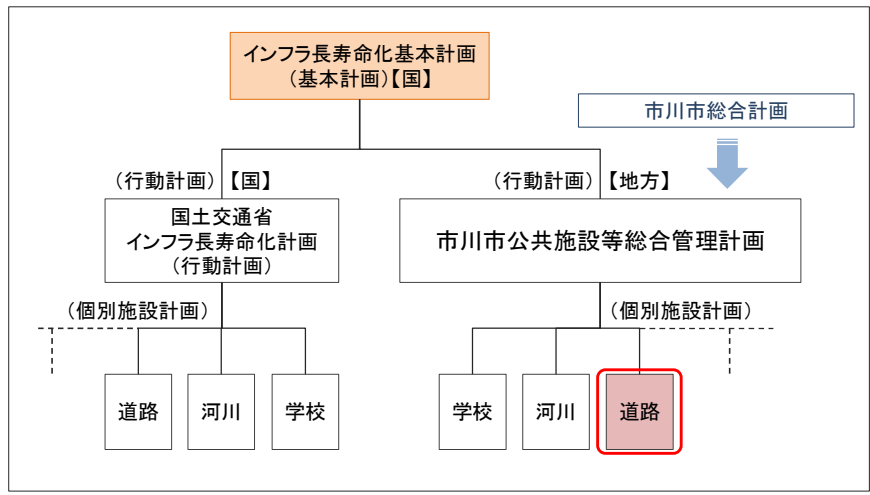 インフラ長寿命化基本計画
(基本計画)【国】
市川市総合計画
(行動計画)【国】
(行動計画)【地方】
国土交通省
インフラ長寿命化計画
(行動計画)
市川市公共施設等総合管理計画
(個別施設計画)
(個別施設計画)
道路
河川
学校
学校
河川
道路